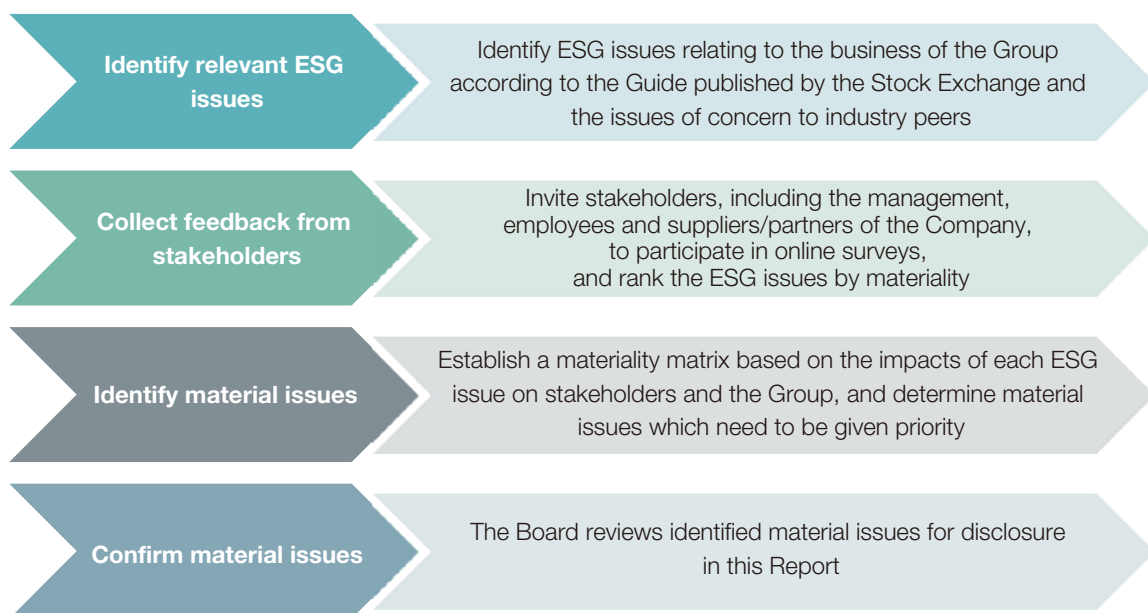 Identify relevant ESG
issues
Identify ESG issues relating to the business of the Group
according to the Guide published by the Stock Exchange and
the issues of concern to industry peers
Collect feedback from
stakeholders
Invite stakeholders, including the management,
employees and suppliers/partners of the Company,
to participate in online surveys,
and rank the ESG issues by materiality
Identify material issues
Establish a materiality matrix based on the impacts of each ESG
issue on stakeholders and the Group, and determine material
issues which need to be given priority
Confirm material issues
The Board reviews identified material issues for disclosure
in this Report